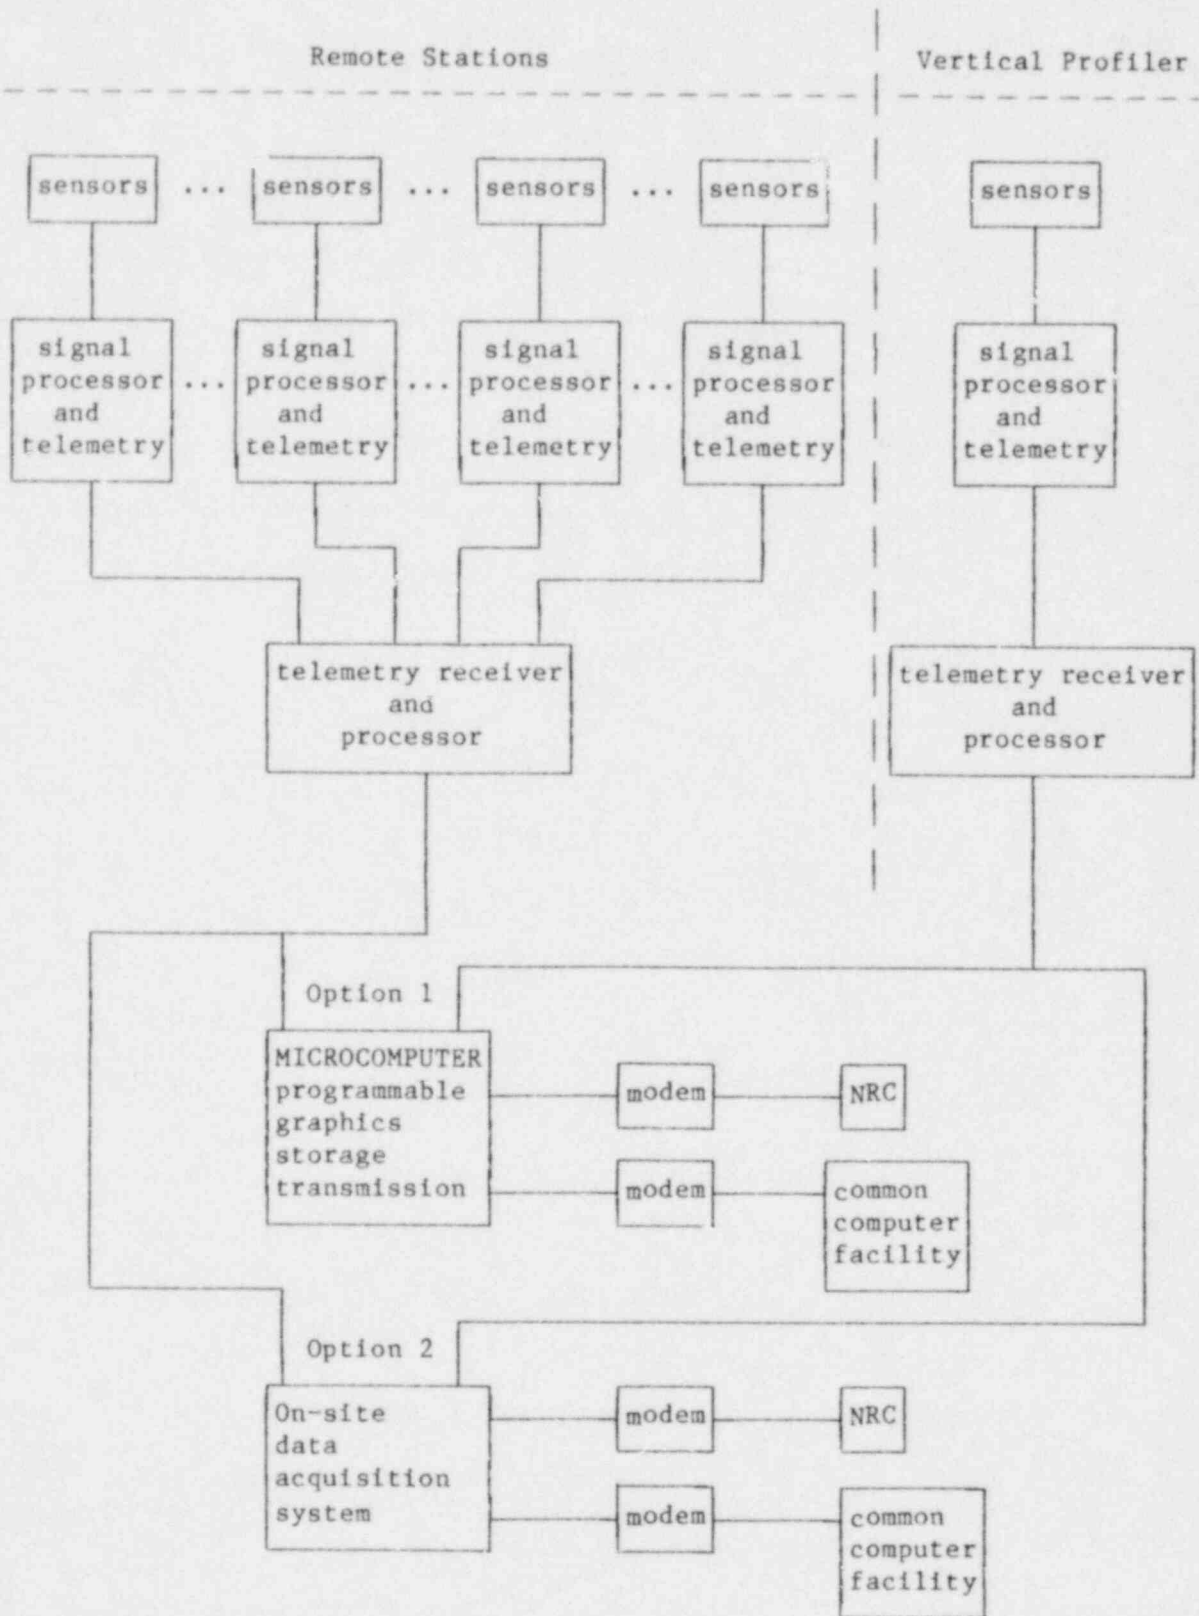 Remote Stations
Vertical Profiler
sensors ... sensors ... sensors ... sensors
sensors
signal
processor
and
telemetry
...
signal
processor
and
telemetry
...
signal
processor
and
telemetry
...
signal
processor
and
telemetry
signal
processor
and
telemetry
telemetry receiver
and
processor
telemetry receiver
and
processor
Option 1
MICROCOMPUTER
programmable
graphics
storage
transmission
modem
NRC
modem
common
computer
facility
Option 2
On-site
data
acquisition
system
modem
NRC
modem
common
computer
facility